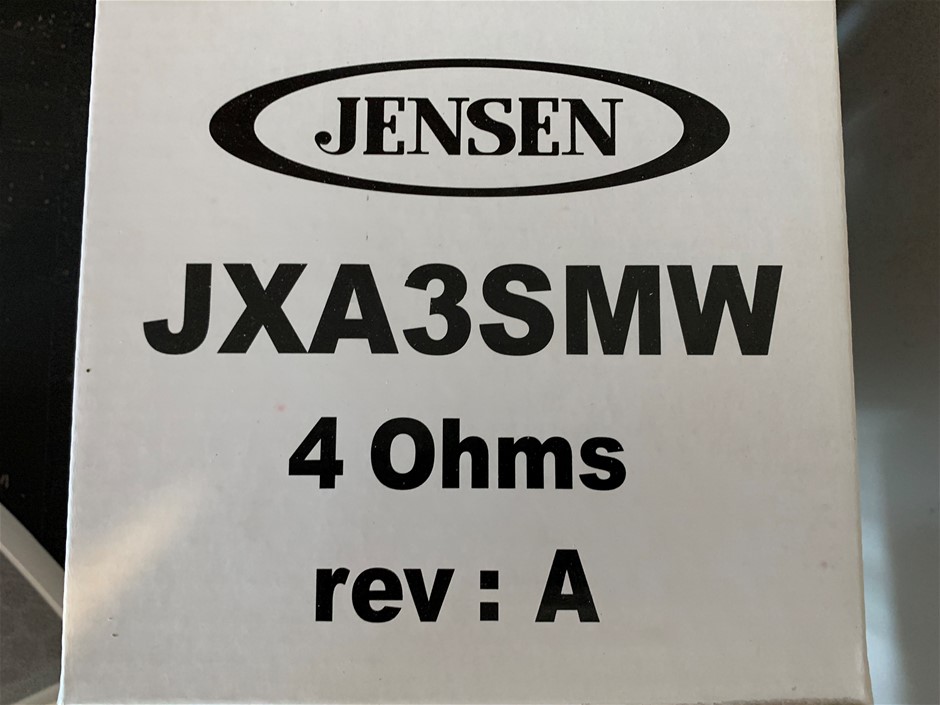 JENSEN
JXA3SMW
4 Ohms
rev : A